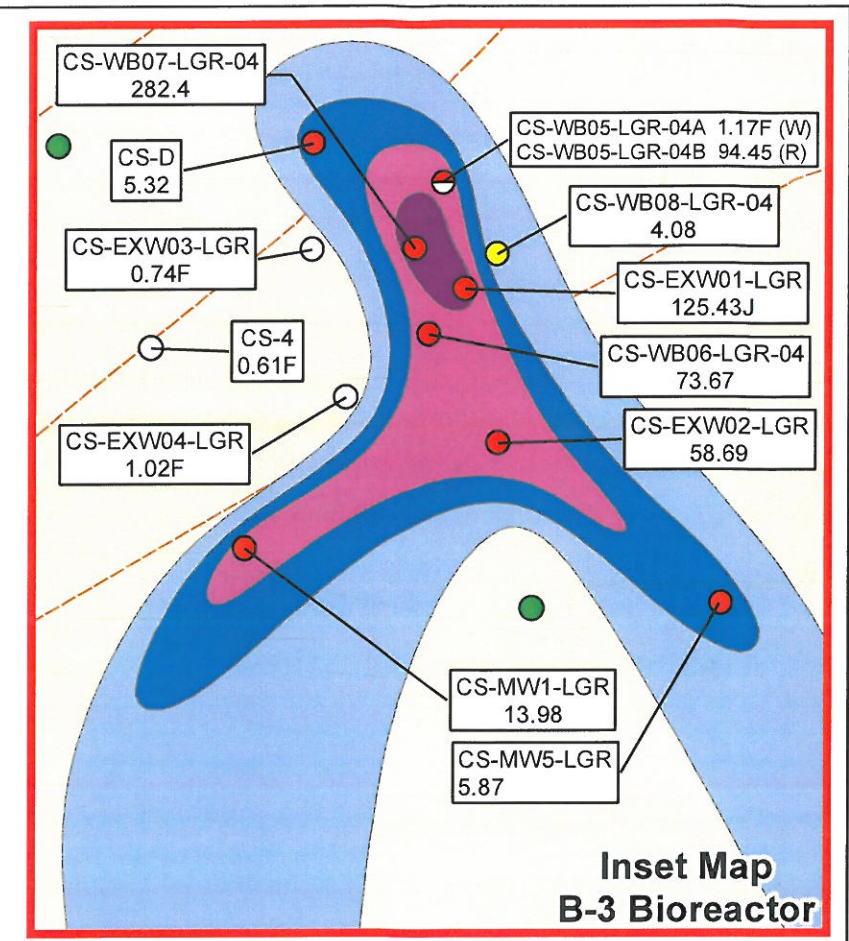 CS-WB07-LGR-04
282.4
CS-WB05-LGR-04A 1.17F (W)
CS-WB05-LGR-04B 94.45 (R)
CS-D
5.32
CS-WB08-LGR-04
4.08
CS-EXW03-LGR
0.74F
CS-EXW01-LGR
125.43J
CS-4
0.61F
CS-WB06-LGR-04
73.67
CS-EXW04-LGR
1.02F
CS-EXW02-LGR
58.69
CS-MW1-LGR
13.98
CS-MW5-LGR
5.87
Inset Map
B-3 Bioreactor